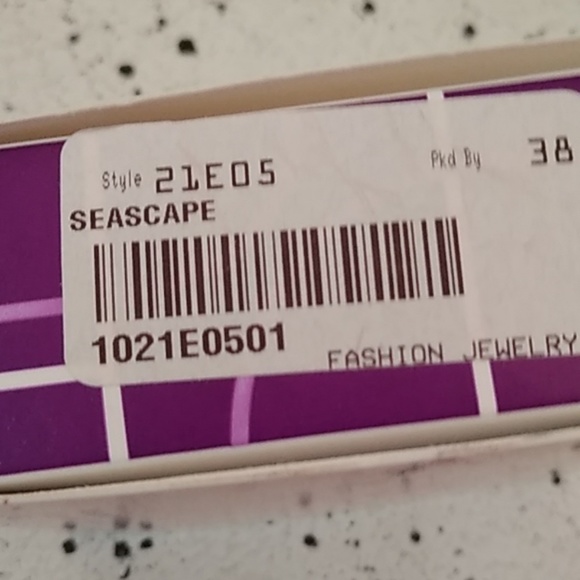 Style 21E05 Pkd By 38
SEASCAPE
1021E0501
FASHION JEWELRY